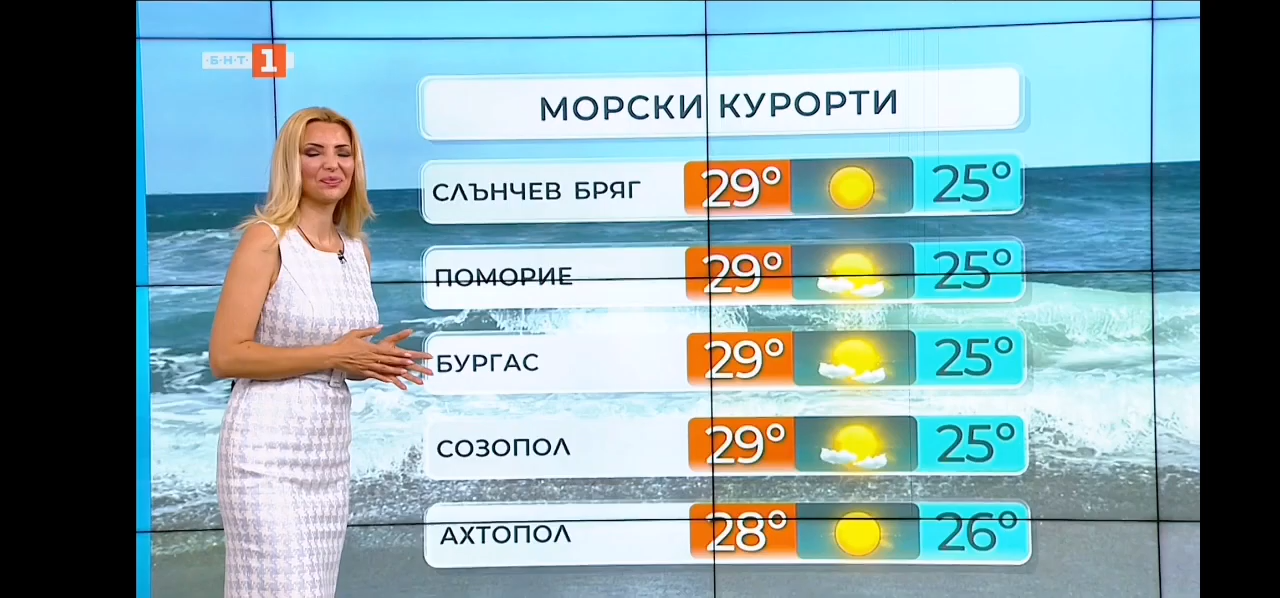 БНТ 1
МОРСКИ КУРОРТИ
СЛЪНЧЕВ БРЯГ 29° 25°
ПОМОРИЕ 29° 25°
БУРГАС 29° 25°
СОЗОПОЛ 29° 25°
АХТОПОЛ 28° 26°